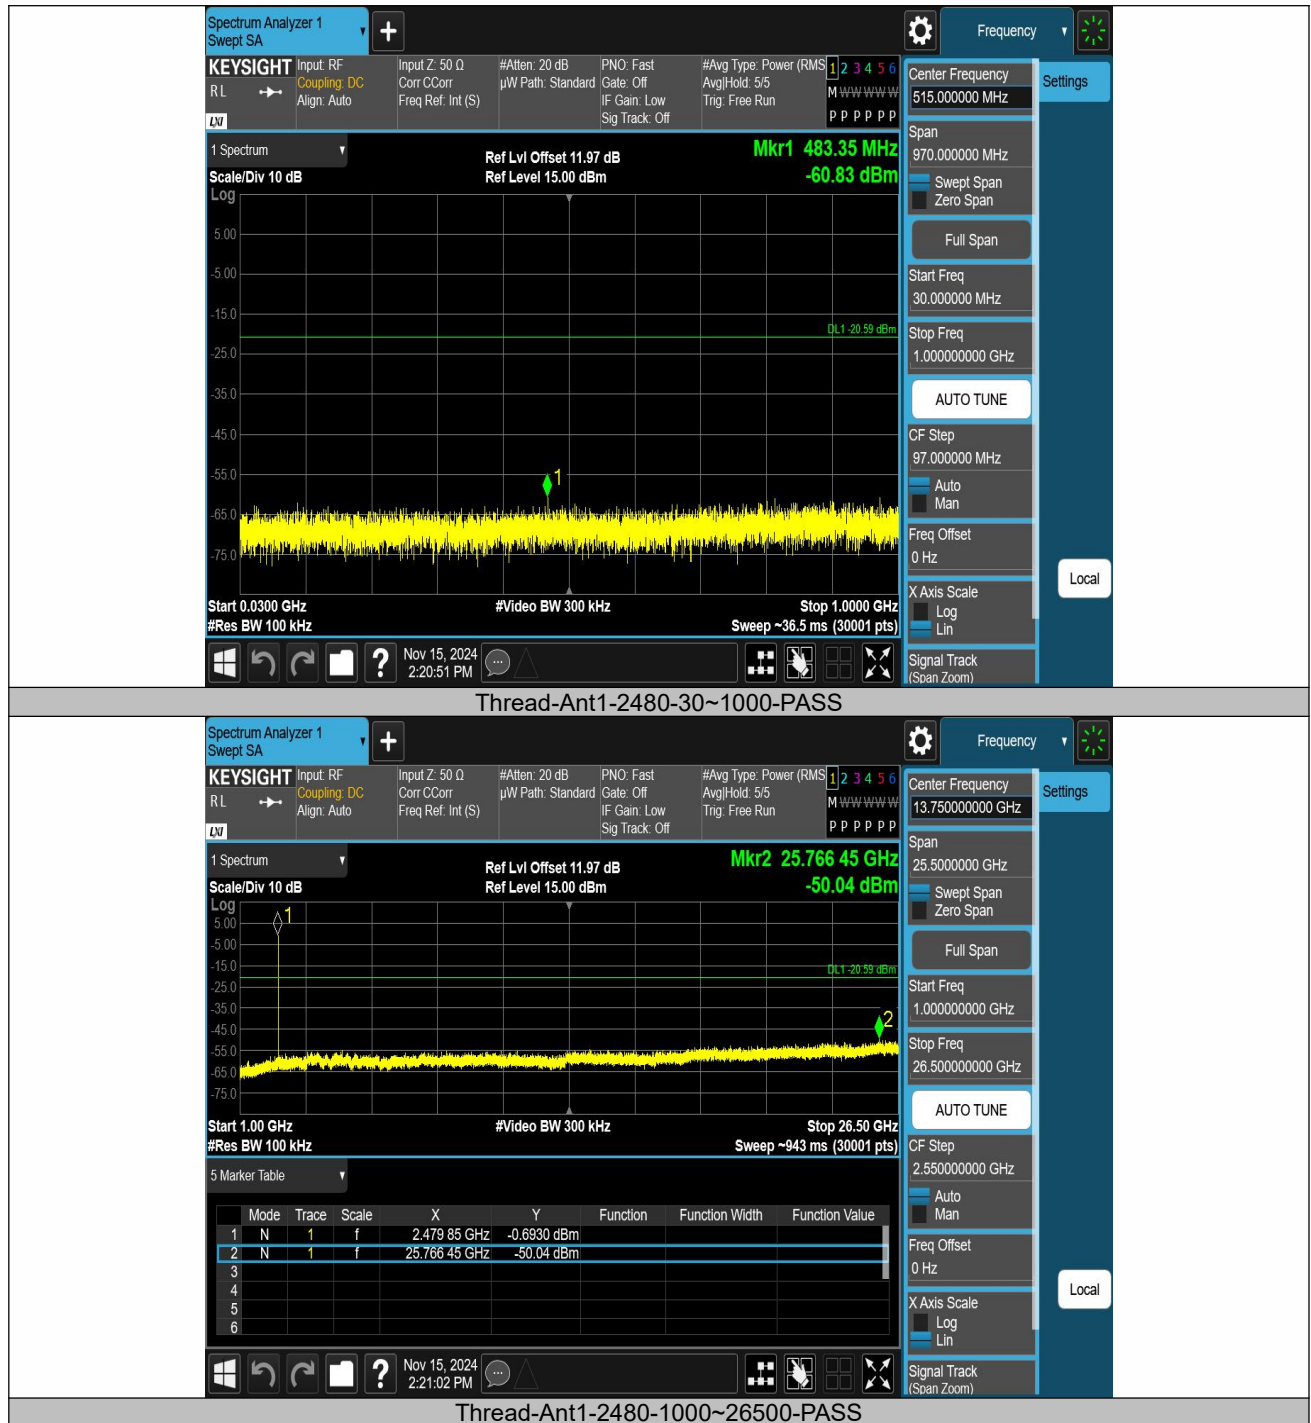 Spectrum Analyzer 1
Swept SA
Frequency
KEYSIGHT
RL
LXI
Input: RF
Coupling: DC
Align: Auto
Input Z: 50 Ω
Corr CCorr
Freq Ref: Int (S)
#Atten: 20 dB
µW Path: Standard
PNO: Fast
Gate: Off
IF Gain: Low
Sig Track: Off
#Avg Type: Power (RMS
Avg|Hold: 5/5
Trig: Free Run
1 2 3 4 5 6
M W W W W W
P P P P P P
1 Spectrum
Scale/Div 10 dB
Log
Ref Lvl Offset 11.97 dB
Ref Level 15.00 dBm
Mkr1 483.35 MHz
-60.83 dBm
5.00
-5.00
-15.0
DL1 -20.59 dBm
-25.0
-35.0
-45.0
-55.0
1
-65.0
-75.0
Start 0.0300 GHz
#Video BW 300 kHz
Stop 1.0000 GHz
#Res BW 100 kHz
Sweep ~36.5 ms (30001 pts)
Nov 15, 2024
2:20:51 PM
Center Frequency
515.000000 MHz
Settings
Span
970.000000 MHz
Swept Span
Zero Span
Full Span
Start Freq
30.000000 MHz
Stop Freq
1.000000000 GHz
AUTO TUNE
CF Step
97.000000 MHz
Auto
Man
Freq Offset
0 Hz
Local
X Axis Scale
Log
Lin
Signal Track
(Span Zoom)
Thread-Ant1-2480-30~1000-PASS
Spectrum Analyzer 1
Swept SA
Frequency
KEYSIGHT
RL
LXI
Input: RF
Coupling: DC
Align: Auto
Input Z: 50 Ω
Corr CCorr
Freq Ref: Int (S)
#Atten: 20 dB
µW Path: Standard
PNO: Fast
Gate: Off
IF Gain: Low
Sig Track: Off
#Avg Type: Power (RMS
Avg|Hold: 5/5
Trig: Free Run
1 2 3 4 5 6
M W W W W W
P P P P P P
1 Spectrum
Scale/Div 10 dB
Log
Ref Lvl Offset 11.97 dB
Ref Level 15.00 dBm
Mkr2 25.766 45 GHz
-50.04 dBm
1
5.00
-5.00
-15.0
DL1 -20.59 dBm
-25.0
-35.0
2
-45.0
-55.0
-65.0
-75.0
Start 1.00 GHz
#Video BW 300 kHz
Stop 26.50 GHz
#Res BW 100 kHz
Sweep ~943 ms (30001 pts)
5 Marker Table
Mode Trace Scale X Y Function Function Width Function Value
1 N 1 f 2.479 85 GHz -0.6930 dBm
2 N 1 f 25.766 45 GHz -50.04 dBm
3
4
5
6
Nov 15, 2024
2:21:02 PM
Center Frequency
13.750000000 GHz
Settings
Span
25.5000000 GHz
Swept Span
Zero Span
Full Span
Start Freq
1.000000000 GHz
Stop Freq
26.500000000 GHz
AUTO TUNE
CF Step
2.550000000 GHz
Auto
Man
Freq Offset
0 Hz
Local
X Axis Scale
Log
Lin
Signal Track
(Span Zoom)
Thread-Ant1-2480-1000~26500-PASS